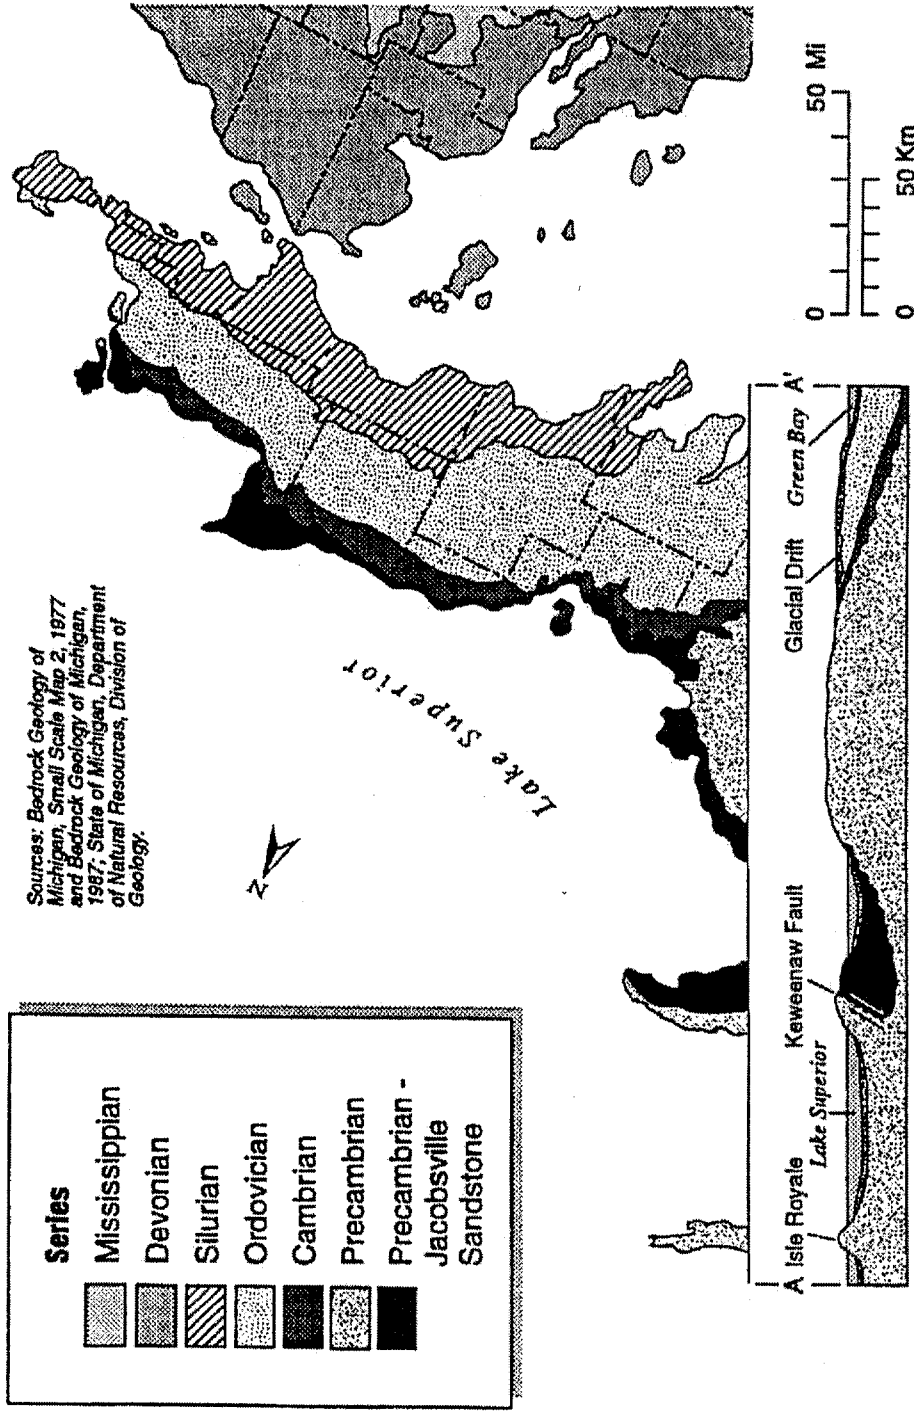 Sources: Bedrock Geology of
Michigan, Small Scale Map 2, 1977
and Bedrock Geology of Michigan,
1987; State of Michigan, Department
of Natural Resources, Division of
Geology.
N
Lake Superior
Series
Mississippian
Devonian
Silurian
Ordovician
Cambrian
Precambrian
Precambrian -
Jacobsville
Sandstone
A
Isle Royale
Lake Superior
Keweenaw Fault
Glacial Drift
Green Bay
A'
0 50 Mi
0 50 Km